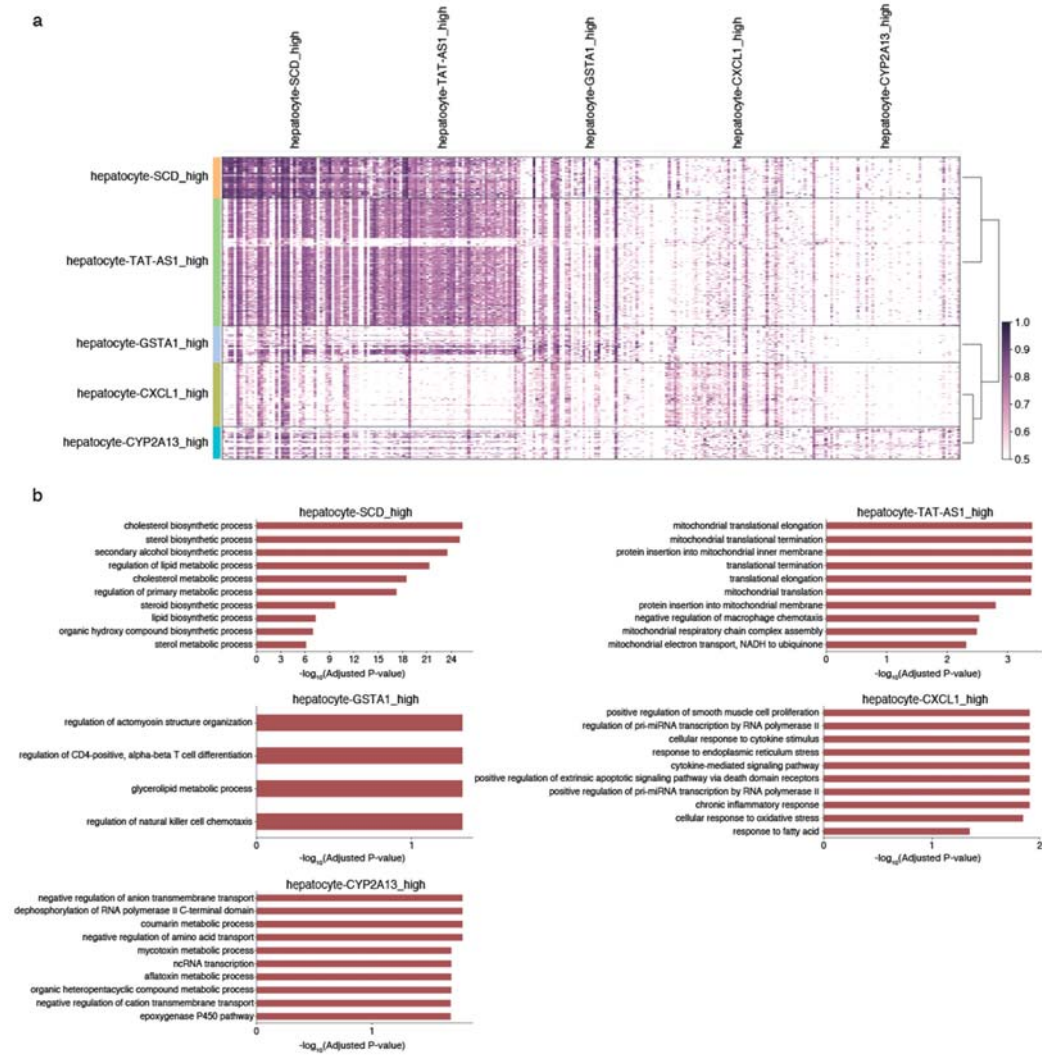 a
hepatocyte-SCD_high
hepatocyte-TAT-AS1_high
hepatocyte-GSTA1_high
hepatocyte-CXCL1_high
hepatocyte-CYP2A13_high
hepatocyte-SCD_high
hepatocyte-TAT-AS1_high
hepatocyte-GSTA1_high
hepatocyte-CXCL1_high
hepatocyte-CYP2A13_high
1.0
0.9
0.8
0.7
0.6
0.5
b
hepatocyte-SCD_high
cholesterol biosynthetic process
sterol biosynthetic process
secondary alcohol biosynthetic process
regulation of lipid metabolic process
cholesterol metabolic process
regulation of primary metabolic process
steroid biosynthetic process
lipid biosynthetic process
organic hydroxy compound biosynthetic process
sterol metabolic process
0 3 6 9 12 15 18 21 24
-log₁₀(Adjusted P-value)
hepatocyte-TAT-AS1_high
mitochondrial translational elongation
mitochondrial translational termination
protein insertion into mitochondrial inner membrane
translational termination
translational elongation
mitochondrial translation
protein insertion into mitochondrial membrane
negative regulation of macrophage chemotaxis
mitochondrial respiratory chain complex assembly
mitochondrial electron transport, NADH to ubiquinone
0 1 2 3
-log₁₀(Adjusted P-value)
hepatocyte-GSTA1_high
regulation of actomyosin structure organization
regulation of CD4-positive, alpha-beta T cell differentiation
glycerolipid metabolic process
regulation of natural killer cell chemotaxis
0 1
-log₁₀(Adjusted P-value)
hepatocyte-CXCL1_high
positive regulation of smooth muscle cell proliferation
regulation of pri-miRNA transcription by RNA polymerase II
cellular response to cytokine stimulus
response to endoplasmic reticulum stress
cytokine-mediated signaling pathway
positive regulation of extrinsic apoptotic signaling pathway via death domain receptors
positive regulation of pri-miRNA transcription by RNA polymerase II
chronic inflammatory response
cellular response to oxidative stress
response to fatty acid
0 1 2
-log₁₀(Adjusted P-value)
hepatocyte-CYP2A13_high
negative regulation of anion transmembrane transport
dephosphorylation of RNA polymerase II C-terminal domain
coumarin metabolic process
negative regulation of amino acid transport
mycotoxin metabolic process
ncRNA transcription
aflatoxin metabolic process
organic heteropentacyclic compound metabolic process
negative regulation of cation transmembrane transport
epoxygenase P450 pathway
0 1
-log₁₀(Adjusted P-value)